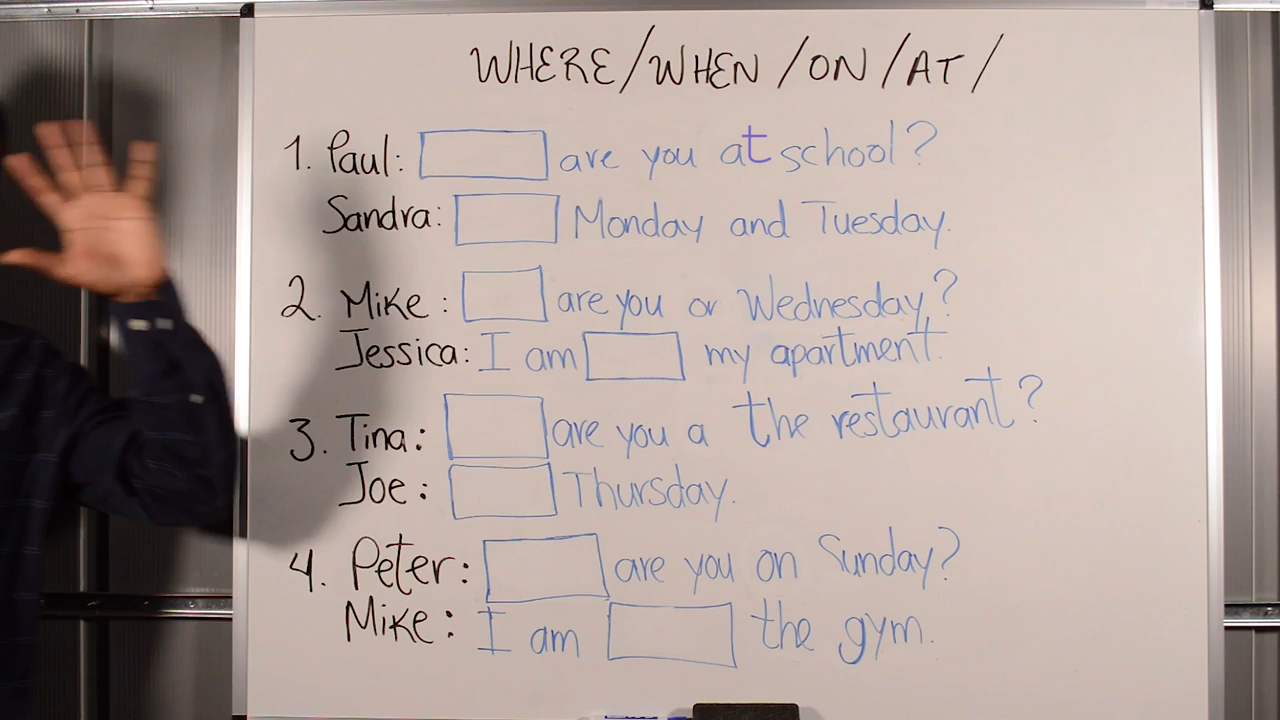 WHERE/WHEN/ON/AT/
1. Paul: are you at school?
Sandra: Monday and Tuesday.
2. Mike: are you or Wednesday?
Jessica: I am my apartment.
3. Tina: are you a the restaurant?
Joe: Thursday.
4. Peter: are you on Sunday?
Mike: I am the gym.